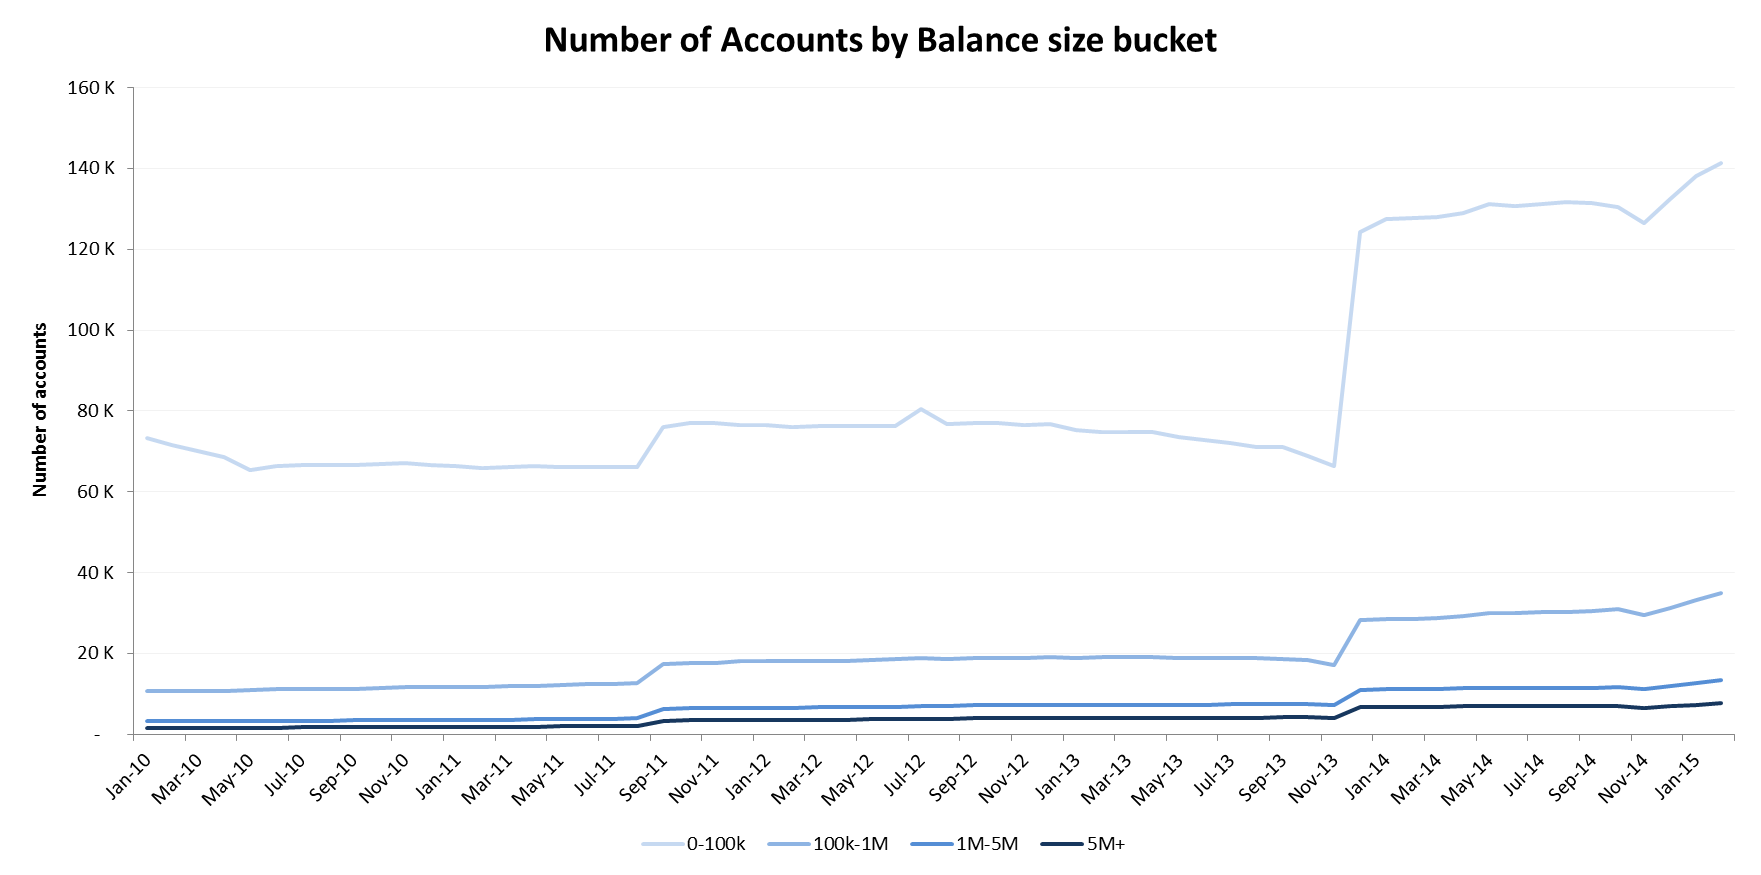 Number of Accounts by Balance size bucket
160 K
140 K
120 K
100 K
80 K
60 K
40 K
20 K
-
Number of accounts
Jan-10
Mar-10
May-10
Jul-10
Sep-10
Nov-10
Jan-11
Mar-11
May-11
Jul-11
Sep-11
Nov-11
Jan-12
Mar-12
May-12
Jul-12
Sep-12
Nov-12
Jan-13
Mar-13
May-13
Jul-13
Sep-13
Nov-13
Jan-14
Mar-14
May-14
Jul-14
Sep-14
Nov-14
Jan-15
0-100k 100k-1M 1M-5M 5M+